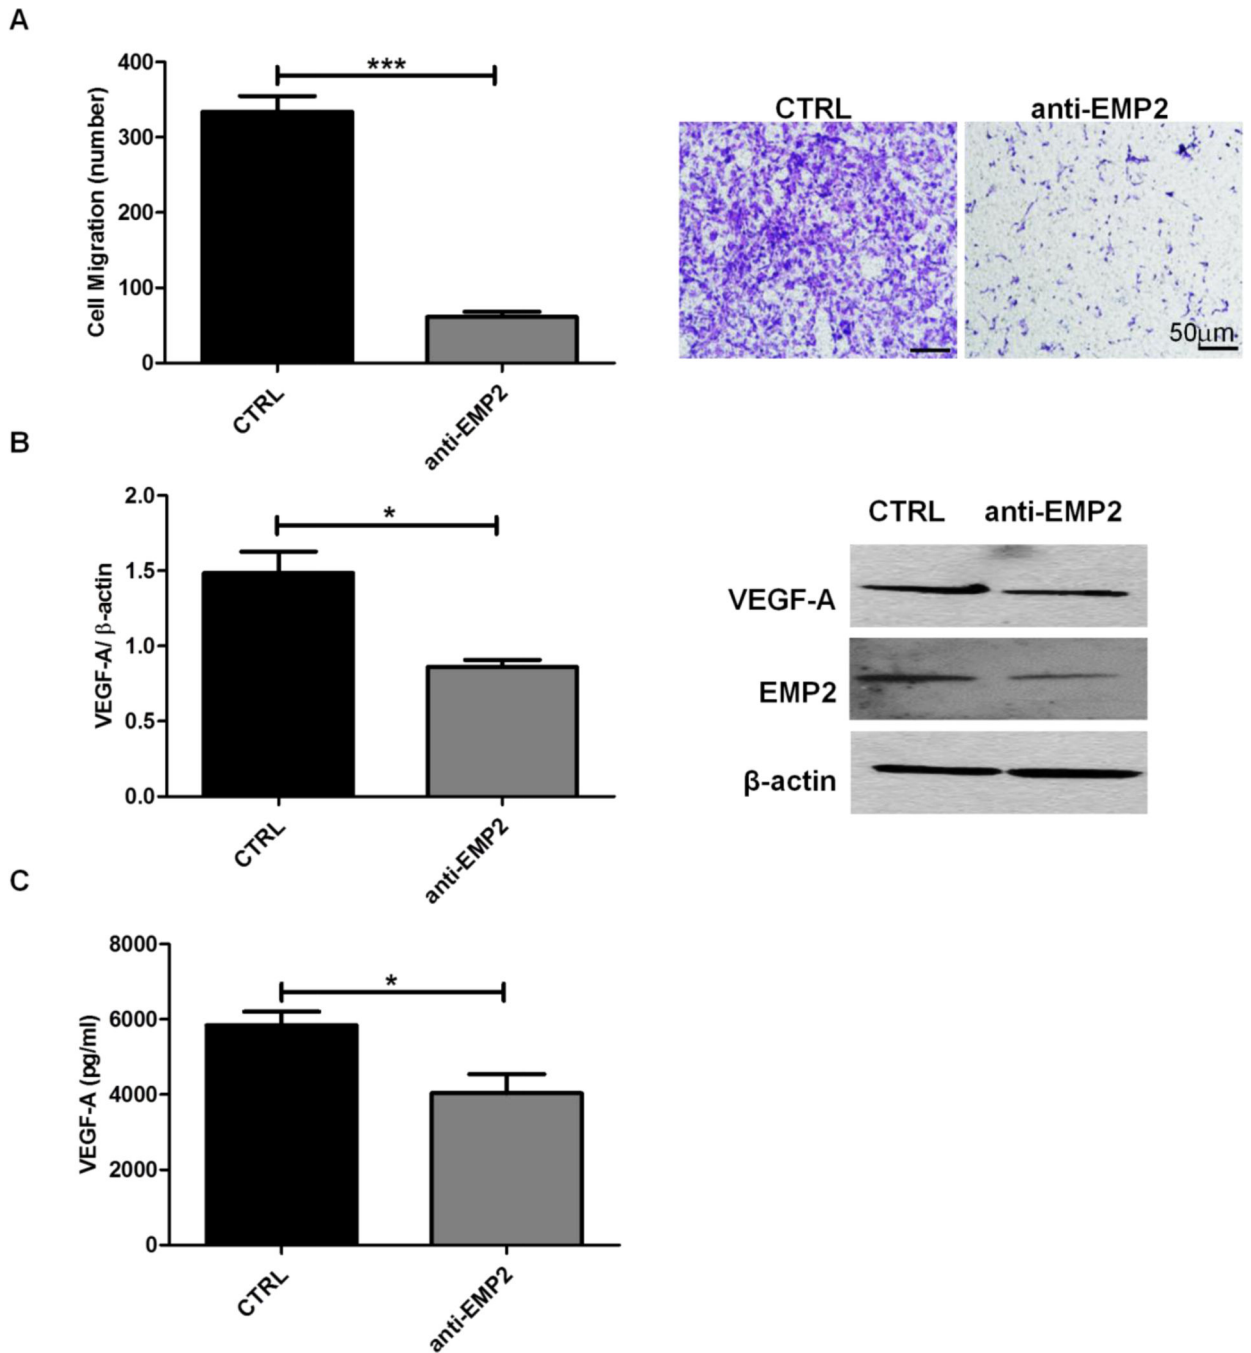 A
Cell Migration (number)
400
300
200
100
0
***
CTRL
anti-EMP2
CTRL
anti-EMP2
50μm
B
VEGF-A/ β-actin
2.0
1.5
1.0
0.5
0.0
*
CTRL
anti-EMP2
CTRL anti-EMP2
VEGF-A
EMP2
β-actin
C
VEGF-A (pg/ml)
8000
6000
4000
2000
0
*
CTRL
anti-EMP2